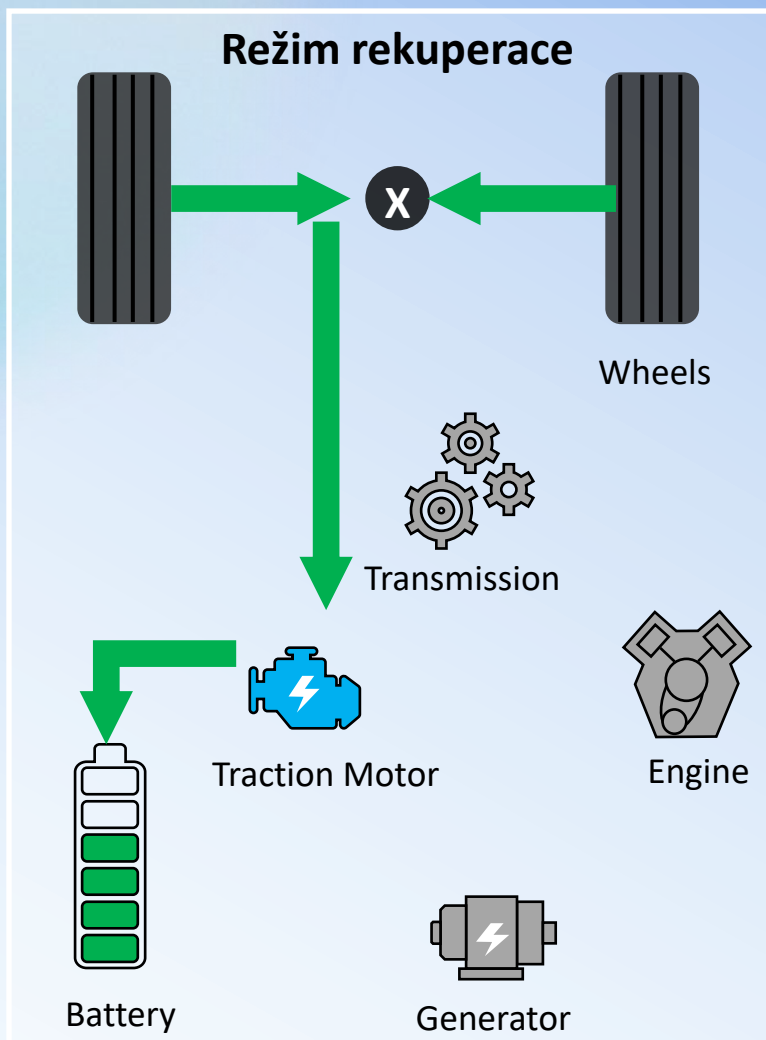 Režim rekuperace
X
Wheels
Transmission
Traction Motor
Engine
Battery
Generator